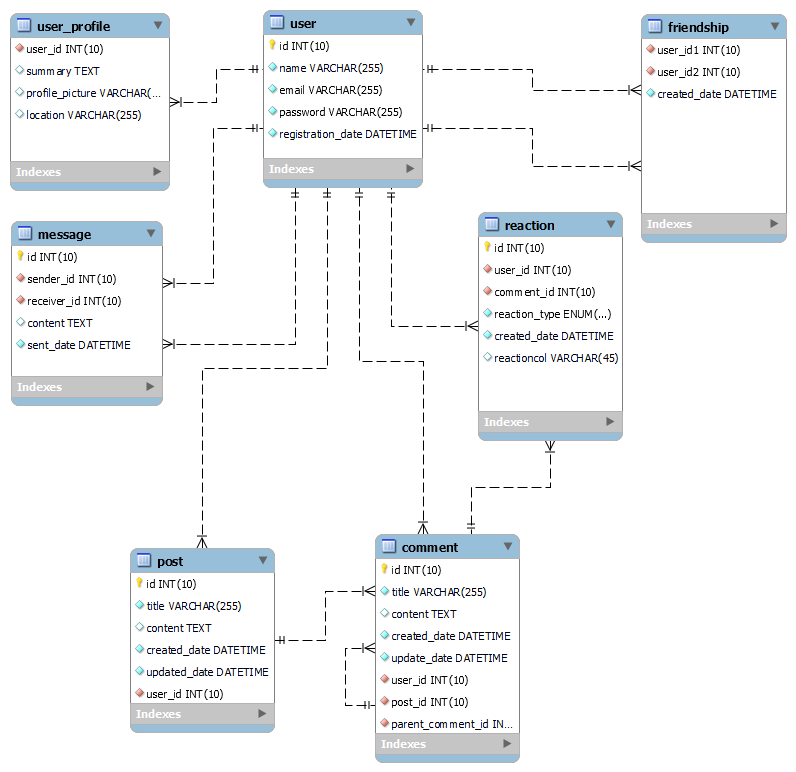 user_profile
user_id INT(10)
summary TEXT
profile_picture VARCHAR(...
location VARCHAR(255)
Indexes
user
id INT(10)
name VARCHAR(255)
email VARCHAR(255)
password VARCHAR(255)
registration_date DATETIME
Indexes
friendship
user_id1 INT(10)
user_id2 INT(10)
created_date DATETIME
Indexes
message
id INT(10)
sender_id INT(10)
receiver_id INT(10)
content TEXT
sent_date DATETIME
Indexes
reaction
id INT(10)
user_id INT(10)
comment_id INT(10)
reaction_type ENUM(...)
created_date DATETIME
reactioncol VARCHAR(45)
Indexes
post
id INT(10)
title VARCHAR(255)
content TEXT
created_date DATETIME
updated_date DATETIME
user_id INT(10)
Indexes
comment
id INT(10)
title VARCHAR(255)
content TEXT
created_date DATETIME
update_date DATETIME
user_id INT(10)
post_id INT(10)
parent_comment_id IN...
Indexes